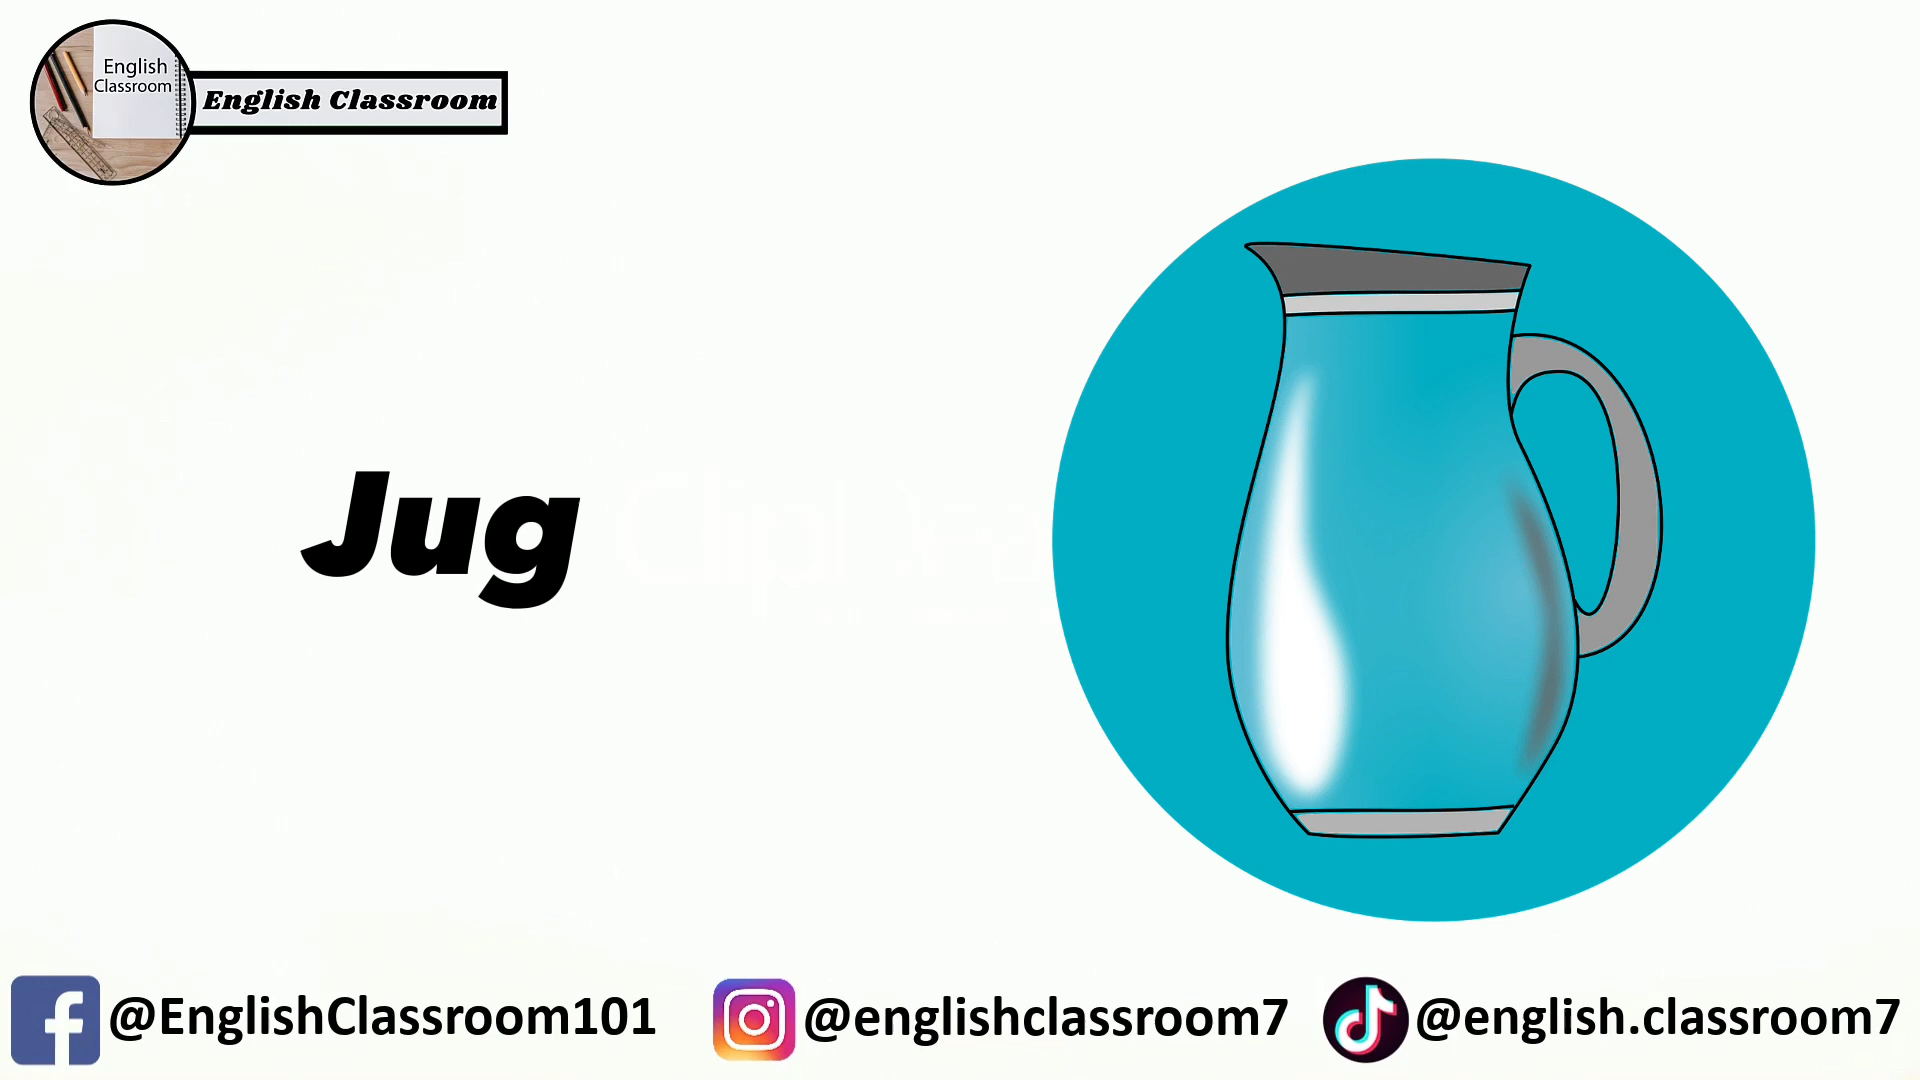 English
Classroom
English Classroom
Jug
@EnglishClassroom101
@englishclassroom7
@english.classroom7